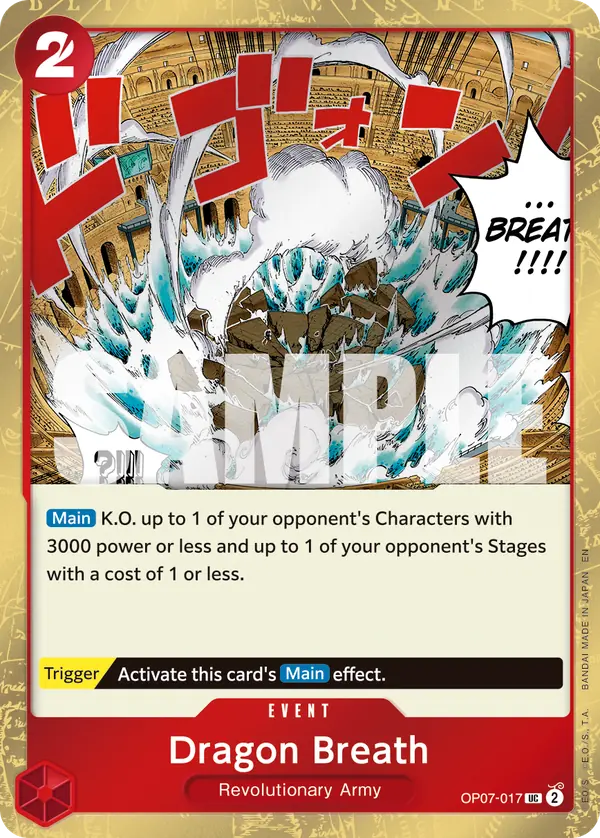 2
ドゴォン
...
BREAT
!!!!
SAMPLE
?!!!
Main K.O. up to 1 of your opponent's Characters with
3000 power or less and up to 1 of your opponent's Stages
with a cost of 1 or less.
Trigger Activate this card's Main effect.
EVENT
Dragon Breath
Revolutionary Army
OP07-017 UC 2
©E.O./S., T.A. BANDAI MADE IN JAPAN EN